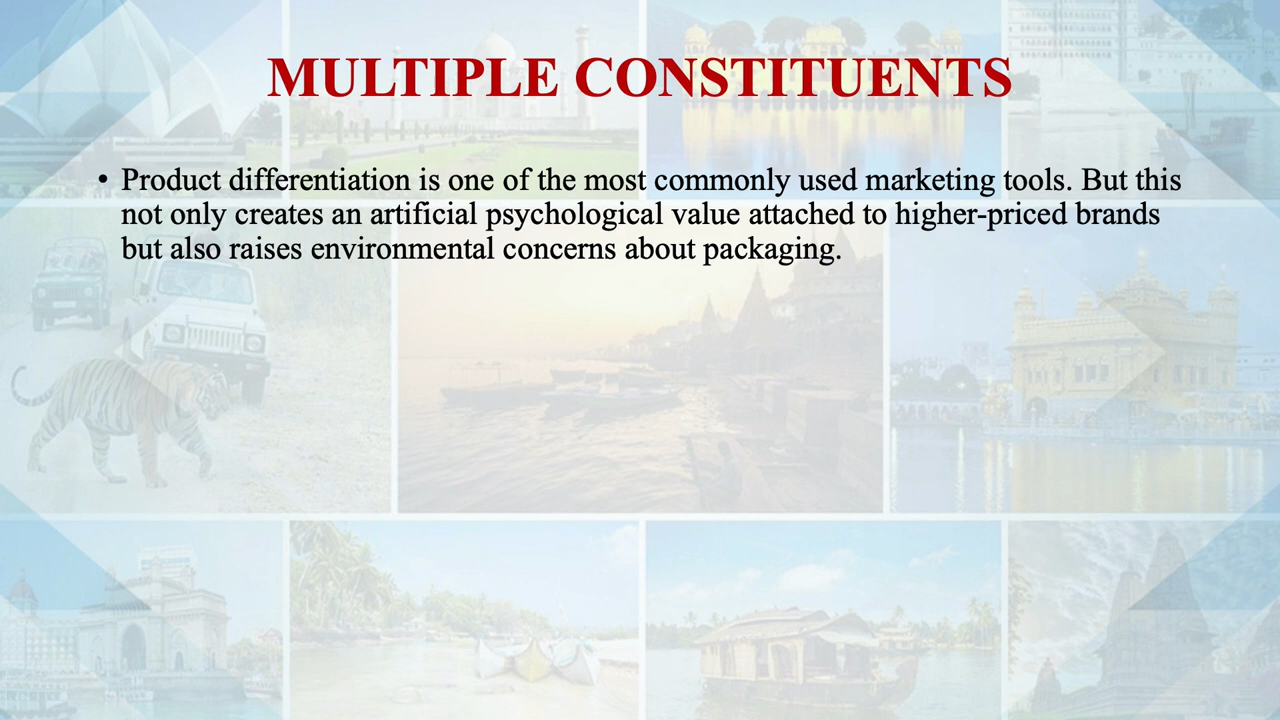 MULTIPLE CONSTITUENTS
• Product differentiation is one of the most commonly used marketing tools. But this
not only creates an artificial psychological value attached to higher-priced brands
but also raises environmental concerns about packaging.